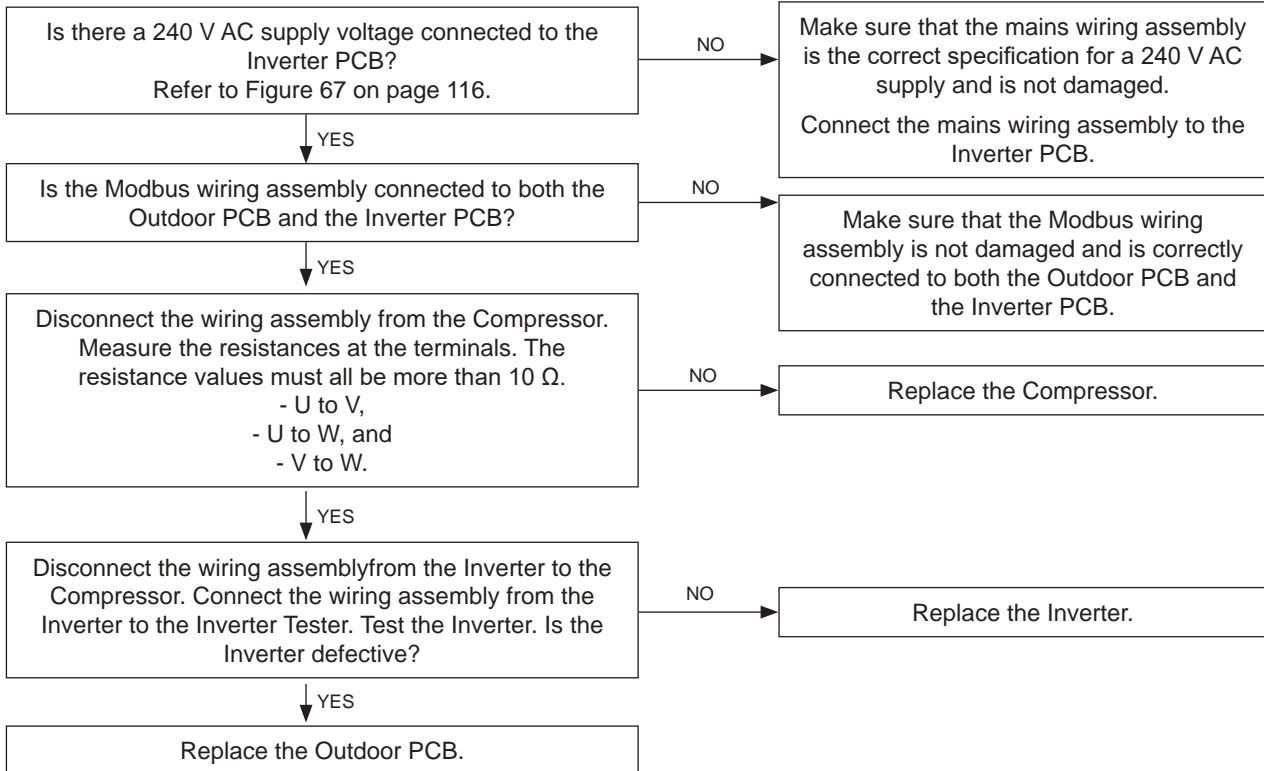 Is there a 240 V AC supply voltage connected to the
Inverter PCB?
Refer to Figure 67 on page 116.
NO
Make sure that the mains wiring assembly
is the correct specification for a 240 V AC
supply and is not damaged.
Connect the mains wiring assembly to the
Inverter PCB.
YES
Is the Modbus wiring assembly connected to both the
Outdoor PCB and the Inverter PCB?
NO
Make sure that the Modbus wiring
assembly is not damaged and is correctly
connected to both the Outdoor PCB and
the Inverter PCB.
YES
Disconnect the wiring assembly from the Compressor.
Measure the resistances at the terminals. The
resistance values must all be more than 10 Ω.
- U to V,
- U to W, and
- V to W.
NO
Replace the Compressor.
YES
Disconnect the wiring assemblyfrom the Inverter to the
Compressor. Connect the wiring assembly from the
Inverter to the Inverter Tester. Test the Inverter. Is the
Inverter defective?
NO
Replace the Inverter.
YES
Replace the Outdoor PCB.